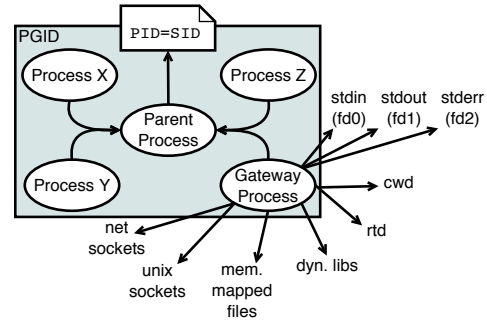 PGID
PID=SID
Process X
Process Z
Parent
Process
Process Y
Gateway
Process
stdin
(fd0)
stdout
(fd1)
stderr
(fd2)
cwd
rtd
dyn. libs
mem.
mapped
files
unix
sockets
net
sockets